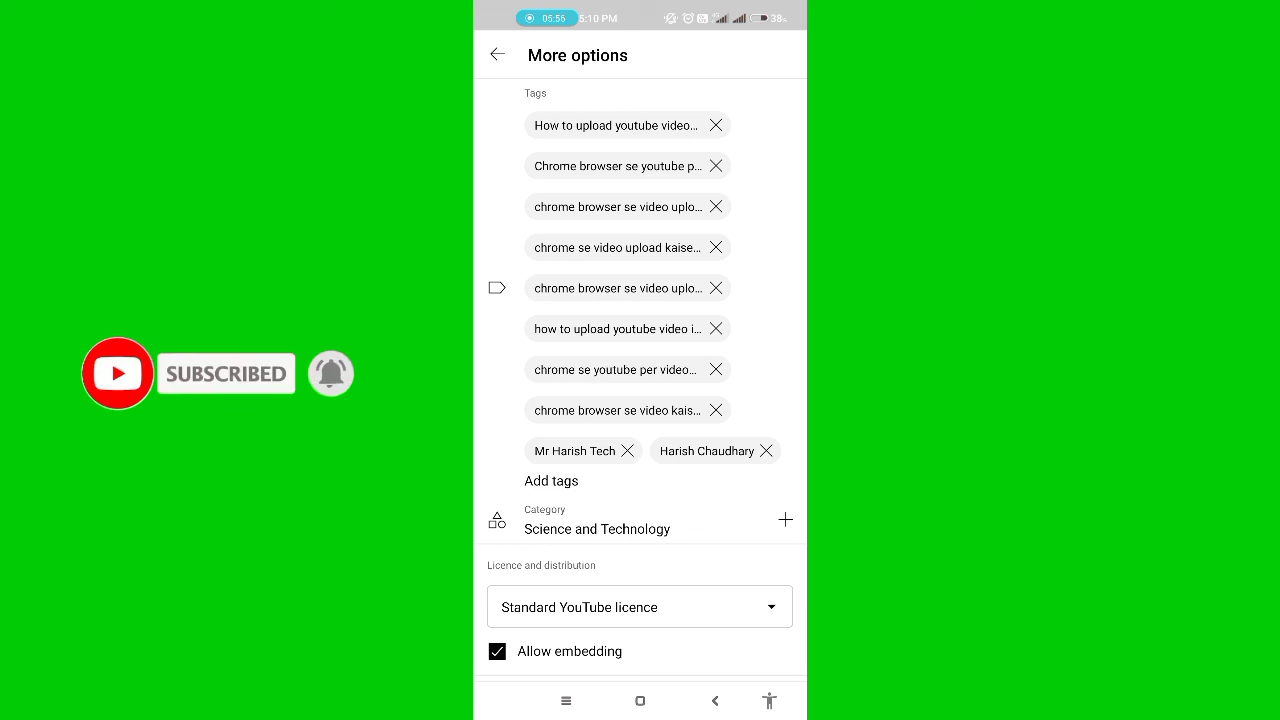 05:56 5:10 PM 38%
More options
Tags
How to upload youtube video...
Chrome browser se youtube p...
chrome browser se video uplo...
chrome se video upload kaise...
chrome browser se video uplo...
how to upload youtube video i...
chrome se youtube per video...
chrome browser se video kais...
Mr Harish Tech Harish Chaudhary
Add tags
Category
Science and Technology
Licence and distribution
Standard YouTube licence
Allow embedding
SUBSCRIBED